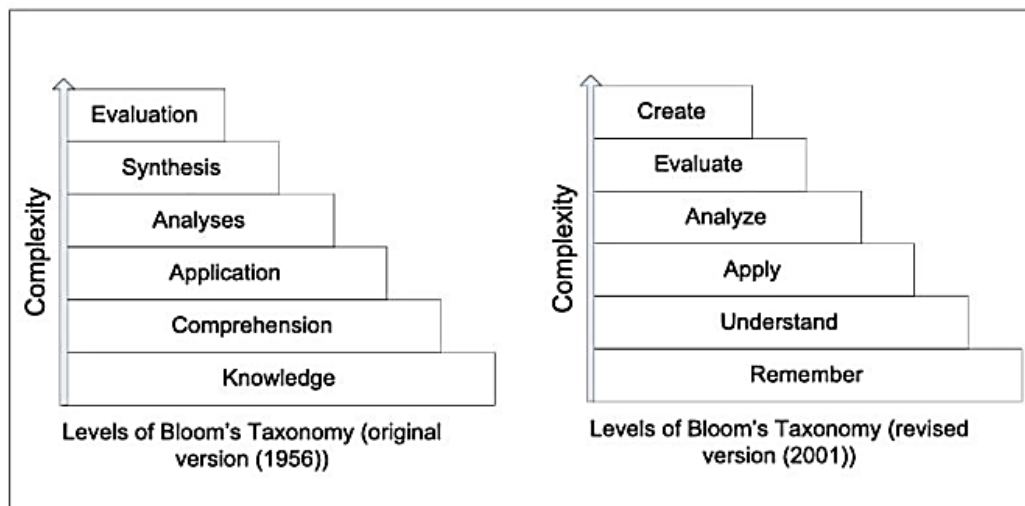 Complexity
Evaluation
Synthesis
Analyses
Application
Comprehension
Knowledge
Levels of Bloom's Taxonomy (original
version (1956))
Complexity
Create
Evaluate
Analyze
Apply
Understand
Remember
Levels of Bloom's Taxonomy (revised
version (2001))